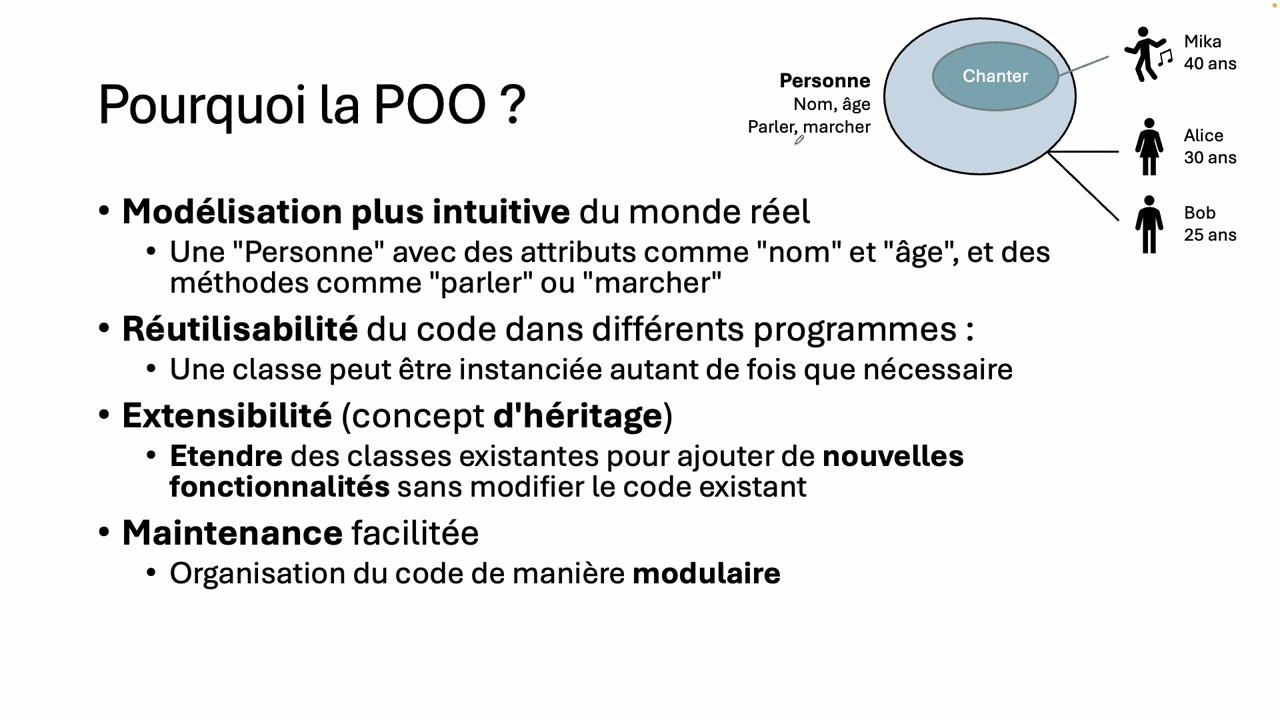 Pourquoi la POO ?
Personne
Nom, âge
Parler, marcher
Chanter
Mika
40 ans
Alice
30 ans
Bob
25 ans
• Modélisation plus intuitive du monde réel
• Une "Personne" avec des attributs comme "nom" et "âge", et des
méthodes comme "parler" ou "marcher"
• Réutilisabilité du code dans différents programmes :
• Une classe peut être instanciée autant de fois que nécessaire
• Extensibilité (concept d'héritage)
• Etendre des classes existantes pour ajouter de nouvelles
fonctionnalités sans modifier le code existant
• Maintenance facilitée
• Organisation du code de manière modulaire